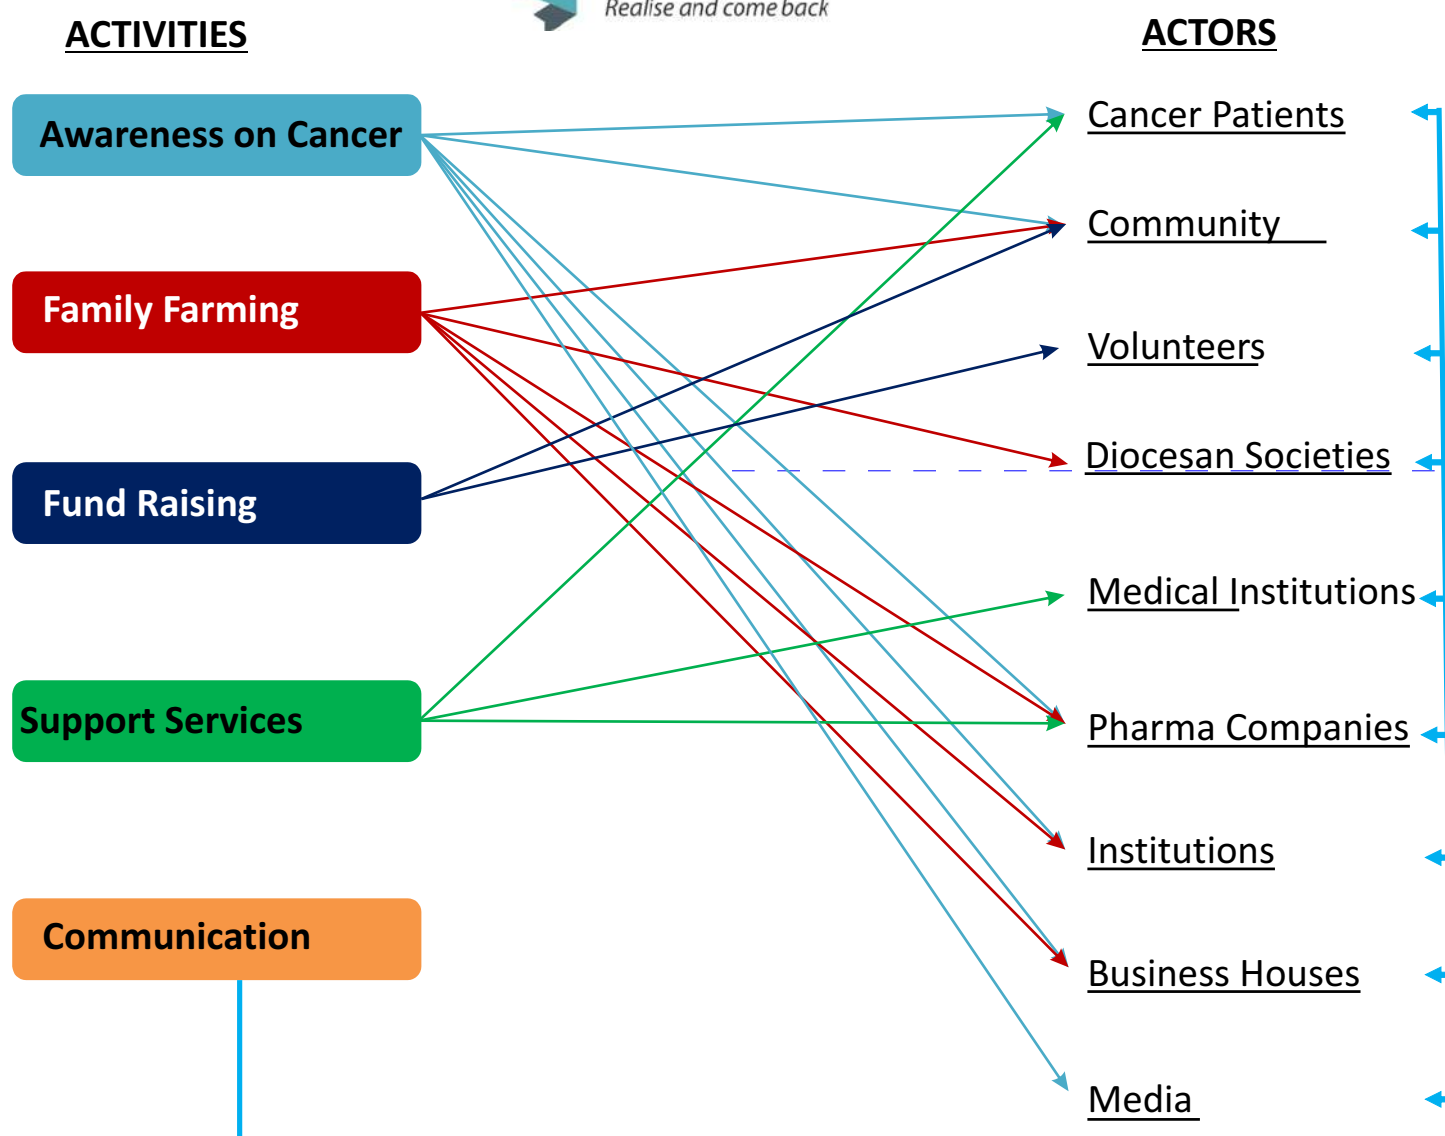 Realise and come back
ACTIVITIES
ACTORS
Awareness on Cancer
Family Farming
Fund Raising
Support Services
Communication
Cancer Patients
Community
Volunteers
Diocesan Societies
Medical Institutions
Pharma Companies
Institutions
Business Houses
Media